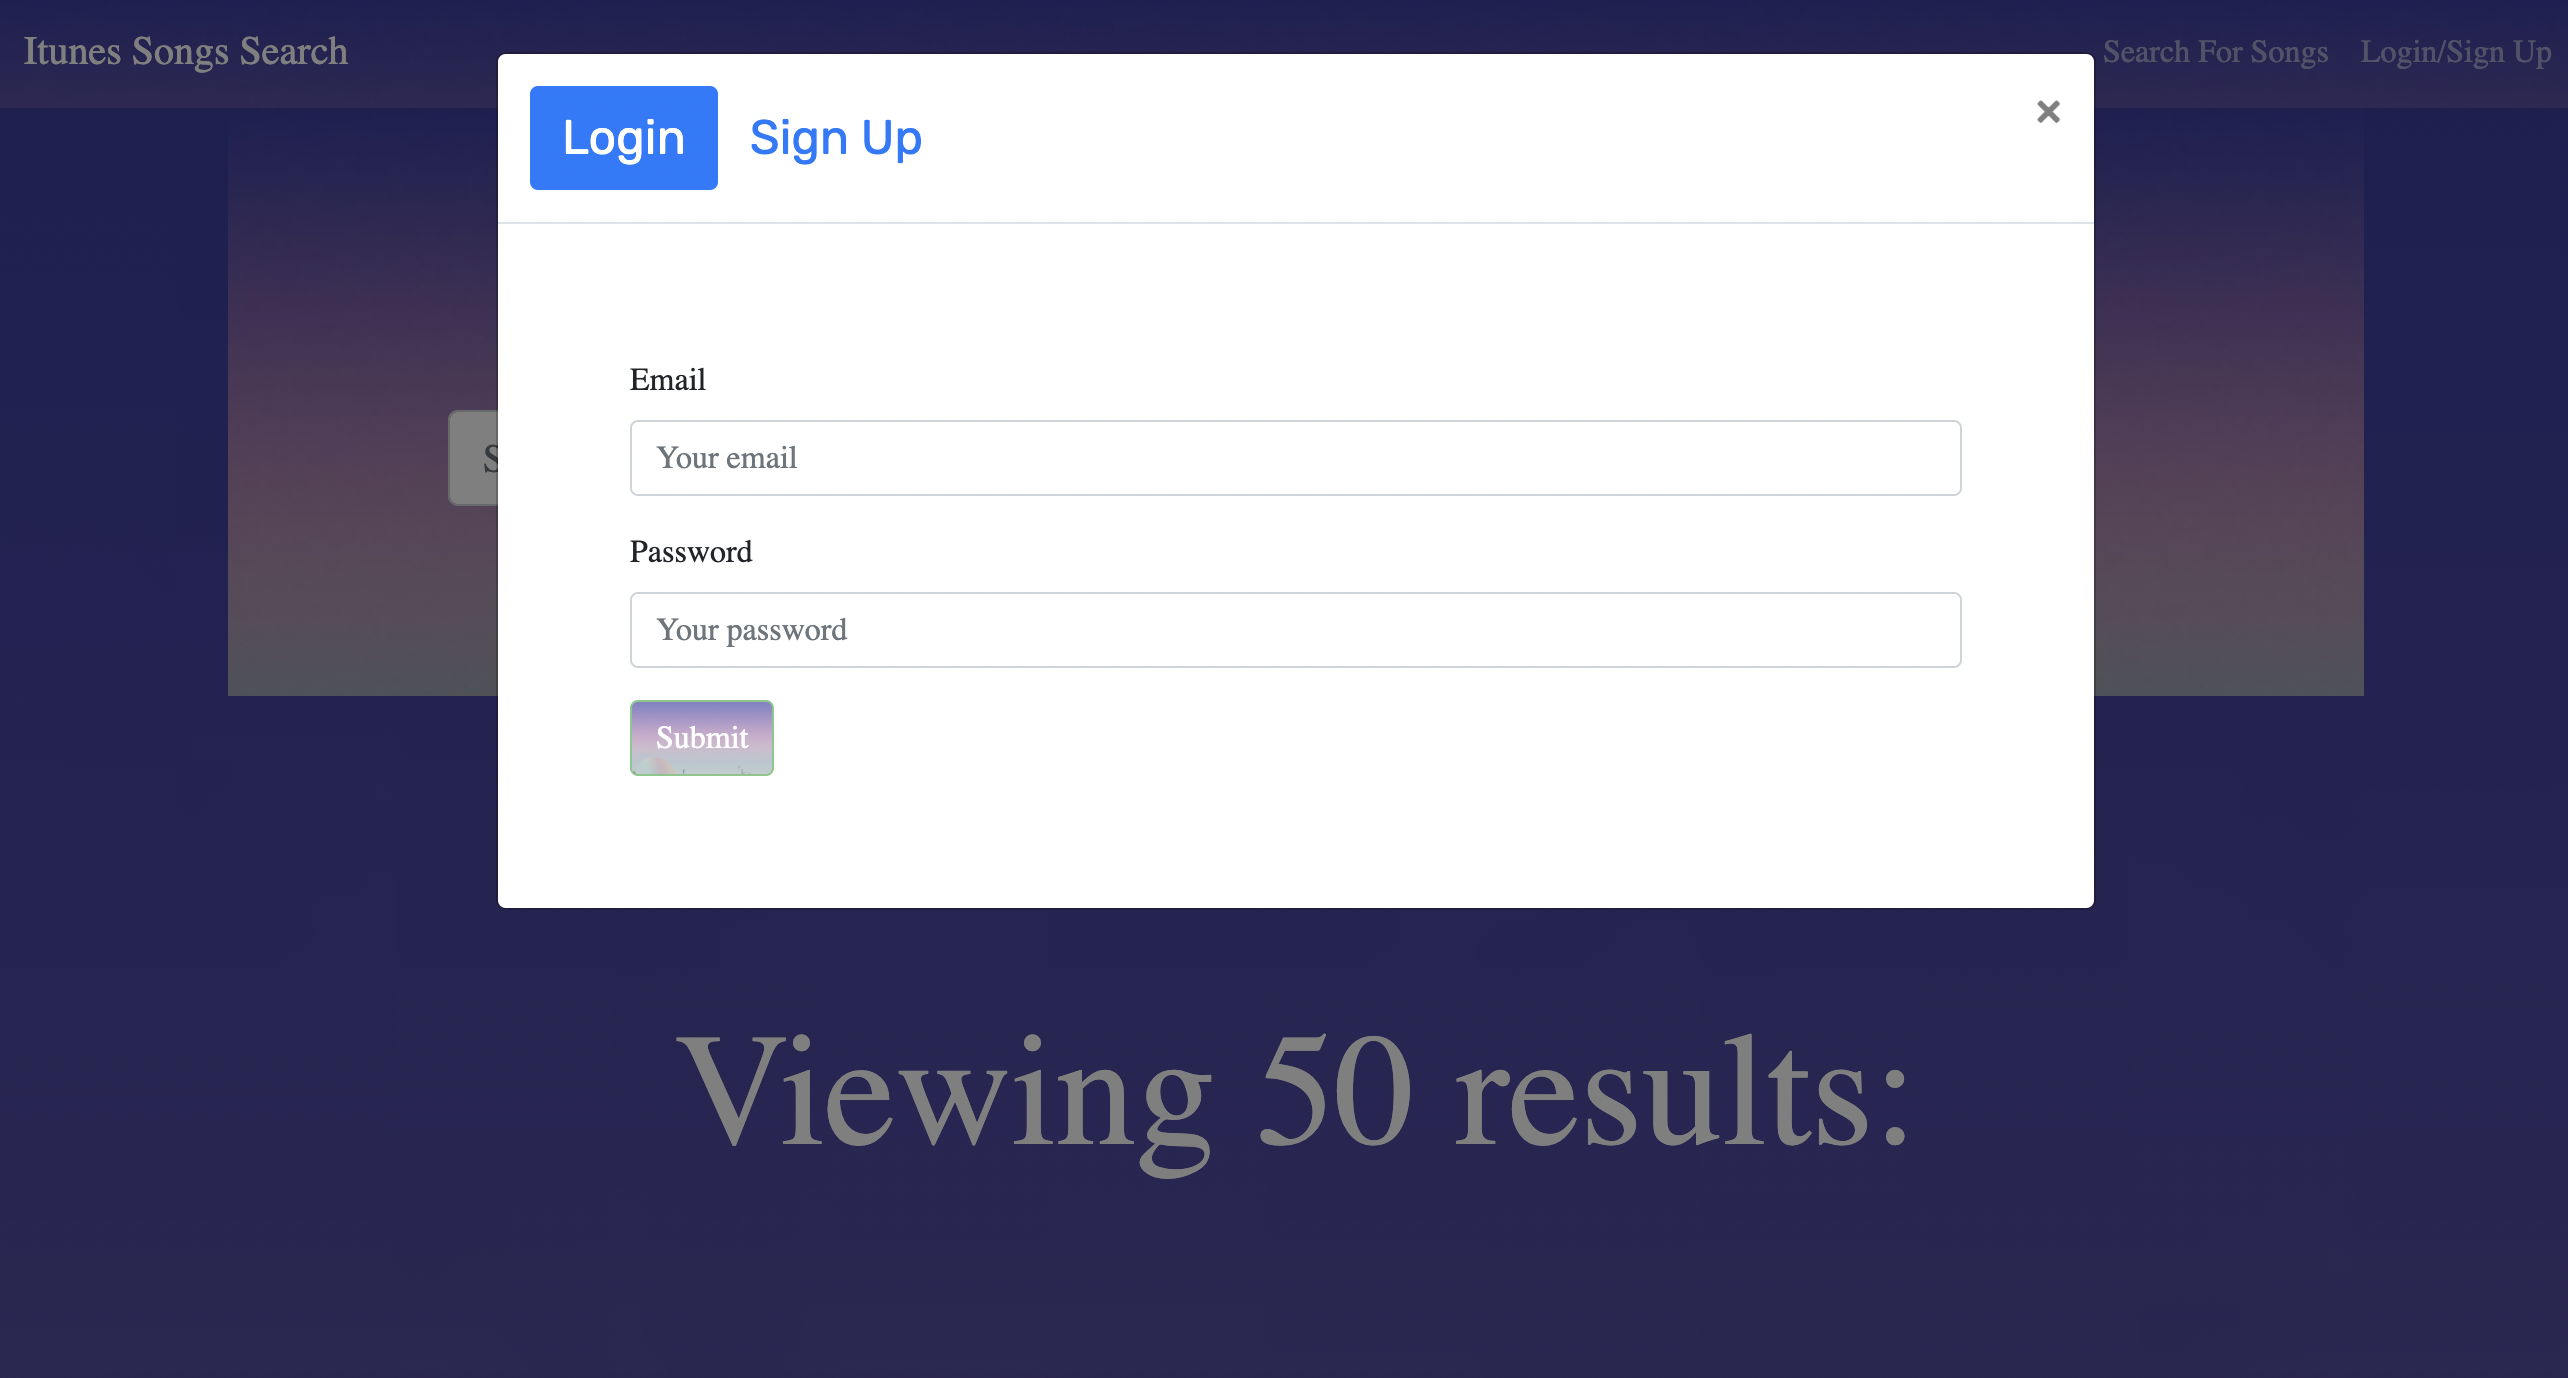 Itunes Songs Search
Search For Songs Login/Sign Up
Login Sign Up
×
Email
Your email
Password
Your password
Submit
Viewing 50 results: